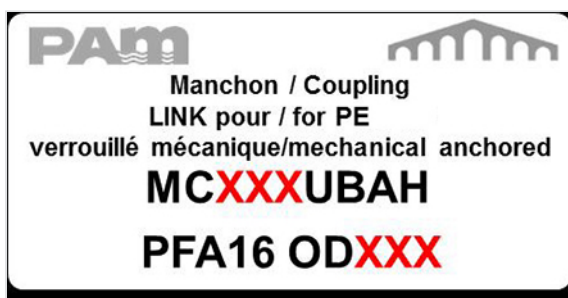 PAM
Manchon / Coupling
LINK pour / for PE
verrouillé mécanique/mechanical anchored
MCXXXUBAH
PFA16 ODXXX